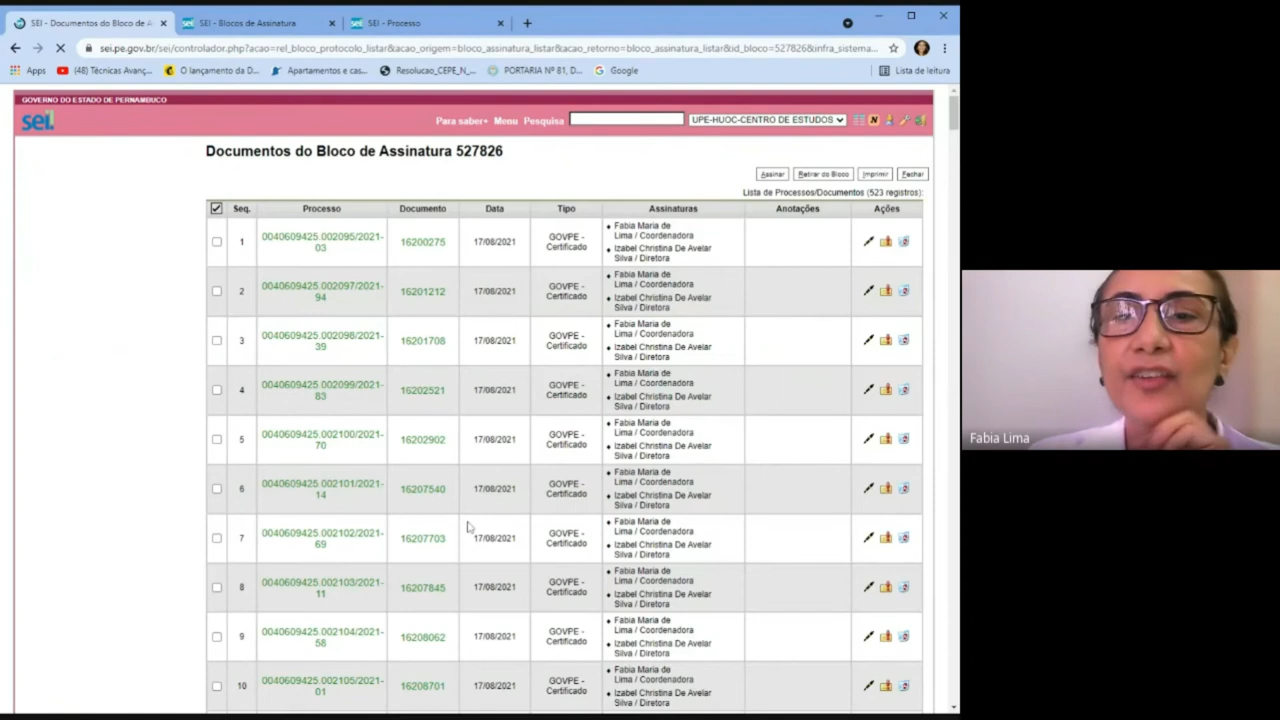 SEI - Documentos do Bloco de A
SEI - Blocos de Assinatura
SEI - Processo
sei.pe.gov.br/sei/controlador.php?acao=rel_bloco_protocolo_listar&acao_origem=bloco_assinatura_listar&acao_retorno=bloco_assinatura_listar&id_bloco=527826&infra_sistema...
Apps
(48) Técnicas Avanç...
O lançamento da D...
Apartamentos e cas...
Resolucao_CEPE_N_...
PORTARIA Nº 81, D...
Google
Lista de leitura
GOVERNO DO ESTADO DE PERNAMBUCO
sei!
Para saber+ Menu Pesquisa
UPE-HUOC-CENTRO DE ESTUDOS
Documentos do Bloco de Assinatura 527826
Assinar Retirar do Bloco Imprimir Fechar
Lista de Processos/Documentos (523 registros):
Seq. Processo Documento Data Tipo Assinaturas Anotações Ações
1 0040609425.002095/2021-03 16200275 17/08/2021 GOVPE - Certificado
Fabia Maria de
Lima / Coordenadora
Izabel Christina De Avelar
Silva / Diretora
2 0040609425.002097/2021-94 16201212 17/08/2021 GOVPE - Certificado
Fabia Maria de
Lima / Coordenadora
Izabel Christina De Avelar
Silva / Diretora
3 0040609425.002098/2021-39 16201708 17/08/2021 GOVPE - Certificado
Fabia Maria de
Lima / Coordenadora
Izabel Christina De Avelar
Silva / Diretora
4 0040609425.002099/2021-83 16202521 17/08/2021 GOVPE - Certificado
Fabia Maria de
Lima / Coordenadora
Izabel Christina De Avelar
Silva / Diretora
5 0040609425.002100/2021-70 16202902 17/08/2021 GOVPE - Certificado
Fabia Maria de
Lima / Coordenadora
Izabel Christina De Avelar
Silva / Diretora
6 0040609425.002101/2021-14 16207540 17/08/2021 GOVPE - Certificado
Fabia Maria de
Lima / Coordenadora
Izabel Christina De Avelar
Silva / Diretora
7 0040609425.002102/2021-69 16207703 17/08/2021 GOVPE - Certificado
Fabia Maria de
Lima / Coordenadora
Izabel Christina De Avelar
Silva / Diretora
8 0040609425.002103/2021-11 16207845 17/08/2021 GOVPE - Certificado
Fabia Maria de
Lima / Coordenadora
Izabel Christina De Avelar
Silva / Diretora
9 0040609425.002104/2021-58 16208062 17/08/2021 GOVPE - Certificado
Fabia Maria de
Lima / Coordenadora
Izabel Christina De Avelar
Silva / Diretora
10 0040609425.002105/2021-01 16208701 17/08/2021 GOVPE - Certificado
Fabia Maria de
Lima / Coordenadora
Izabel Christina De Avelar
Silva / Diretora
Fabia Lima